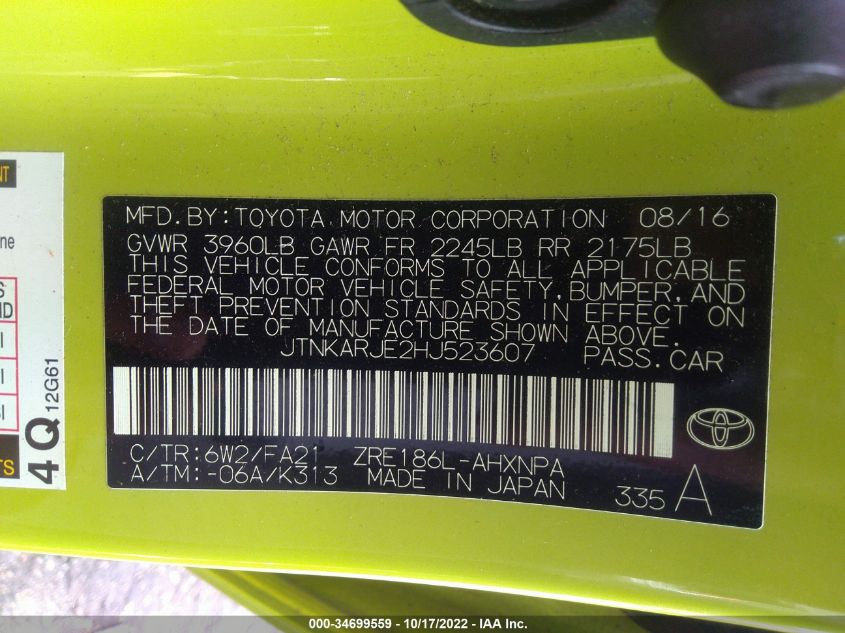 MFD.BY:TOYOTA MOTOR CORPORATION 08/16
GVWR 3960LB GAWR FR 2245LB RR 2175LB
THIS VEHICLE CONFORMS TO ALL APPLICABLE
FEDERAL MOTOR VEHICLE SAFETY,BUMPER,AND
THEFT PREVENTION STANDARDS IN EFFECT ON
THE DATE OF MANUFACTURE SHOWN ABOVE.
JTNKARJE2HJ523607 PASS.CAR
C/TR:6W2/FA21 ZRE186L-AHXNPA
A/TM:-06A/K313 MADE IN JAPAN 335 A
4Q 12G61
000-34699559 - 10/17/2022 - IAA Inc.